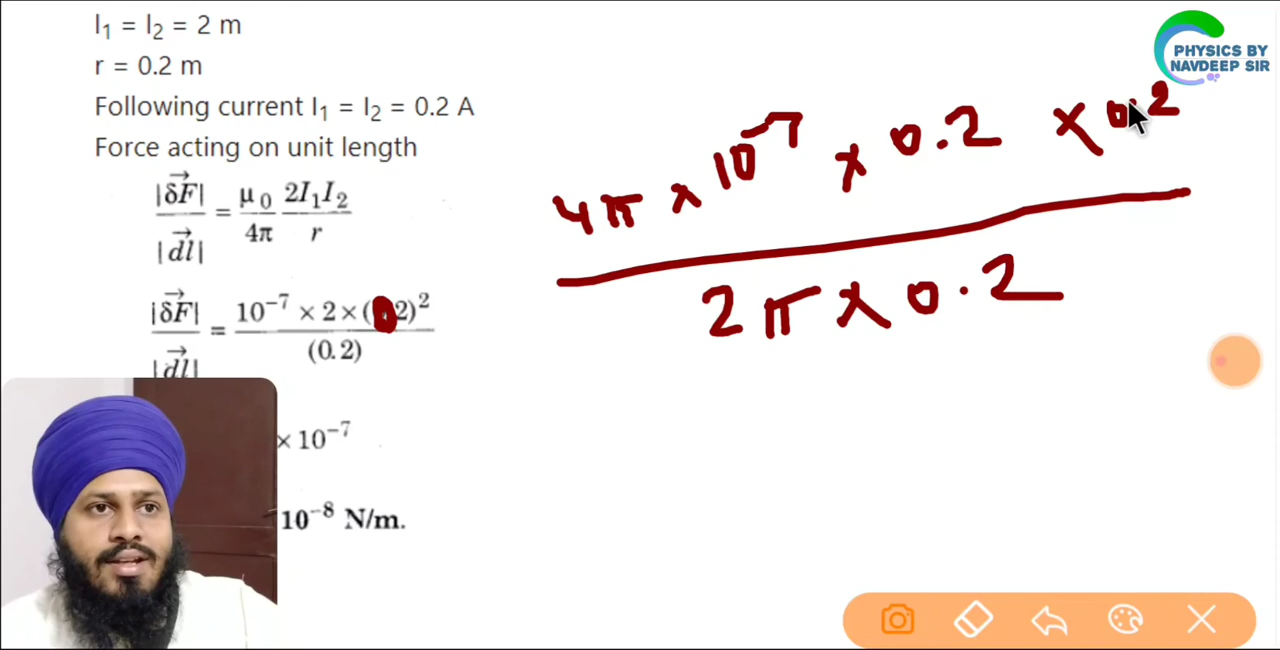 l₁ = l₂ = 2 m
r = 0.2 m
Following current I₁ = I₂ = 0.2 A
Force acting on unit length
|δF⃗| / |dl⃗| = μ₀/4π 2I₁I₂/r
|δF⃗| / |dl⃗| = 10⁻⁷ × 2 × (0.2)² / (0.2)
× 10⁻⁷
10⁻⁸ N/m.
4π × 10⁻⁷ × 0.2 × 0.2
2π × 0.2
PHYSICS BY
NAVDEEP SIR